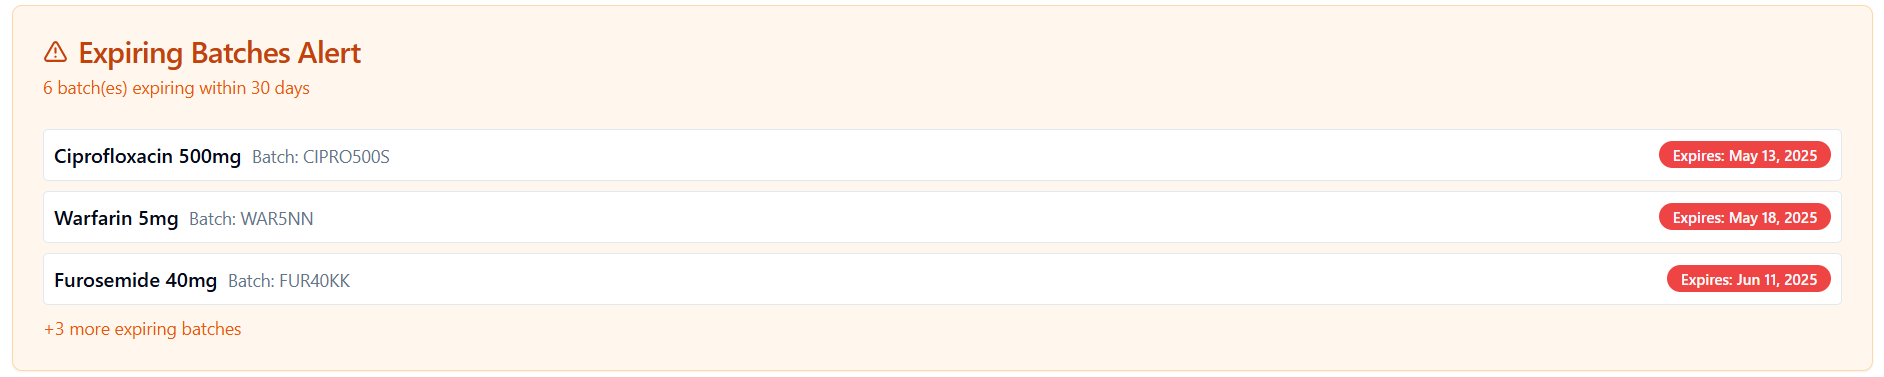 Expiring Batches Alert
6 batch(es) expiring within 30 days
Ciprofloxacin 500mg Batch: CIPRO500S Expires: May 13, 2025
Warfarin 5mg Batch: WAR5NN Expires: May 18, 2025
Furosemide 40mg Batch: FUR40KK Expires: Jun 11, 2025
+3 more expiring batches